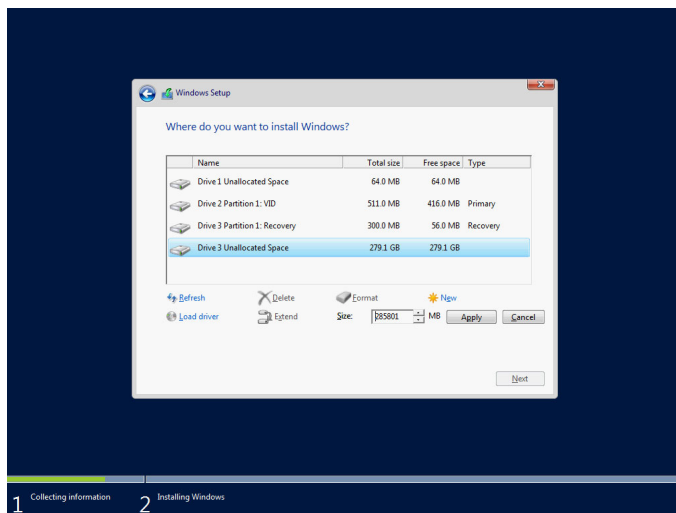 Windows Setup
Where do you want to install Windows?
Name Total size Free space Type
Drive 1 Unallocated Space 64.0 MB 64.0 MB
Drive 2 Partition 1: VID 511.0 MB 416.0 MB Primary
Drive 3 Partition 1: Recovery 300.0 MB 56.0 MB Recovery
Drive 3 Unallocated Space 279.1 GB 279.1 GB
Refresh Delete Format New
Load driver Extend Size: 285801 MB Apply Cancel
Next
1 Collecting information 2 Installing Windows